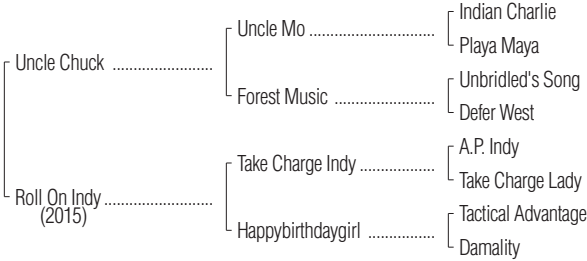 Indian Charlie
Uncle Mo ........................
Playa Maya
Uncle Chuck ...................
Unbridled's Song
Forest Music ...................
Defer West
A.P. Indy
Take Charge Indy ..............
Take Charge Lady
Roll On Indy ....................
(2015)
Tactical Advantage
Happybirthdaygirl .............
Damality